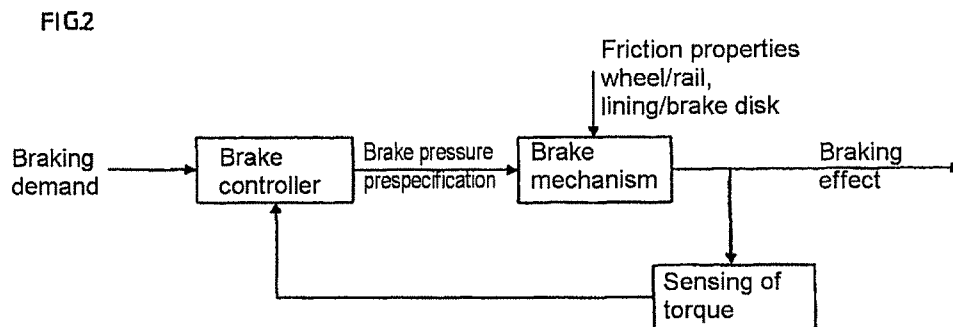 FIG2
Friction properties
wheel/rail,
lining/brake disk
Braking
demand
Brake
controller
Brake pressure
prespecification
Brake
mechanism
Braking
effect
Sensing of
torque